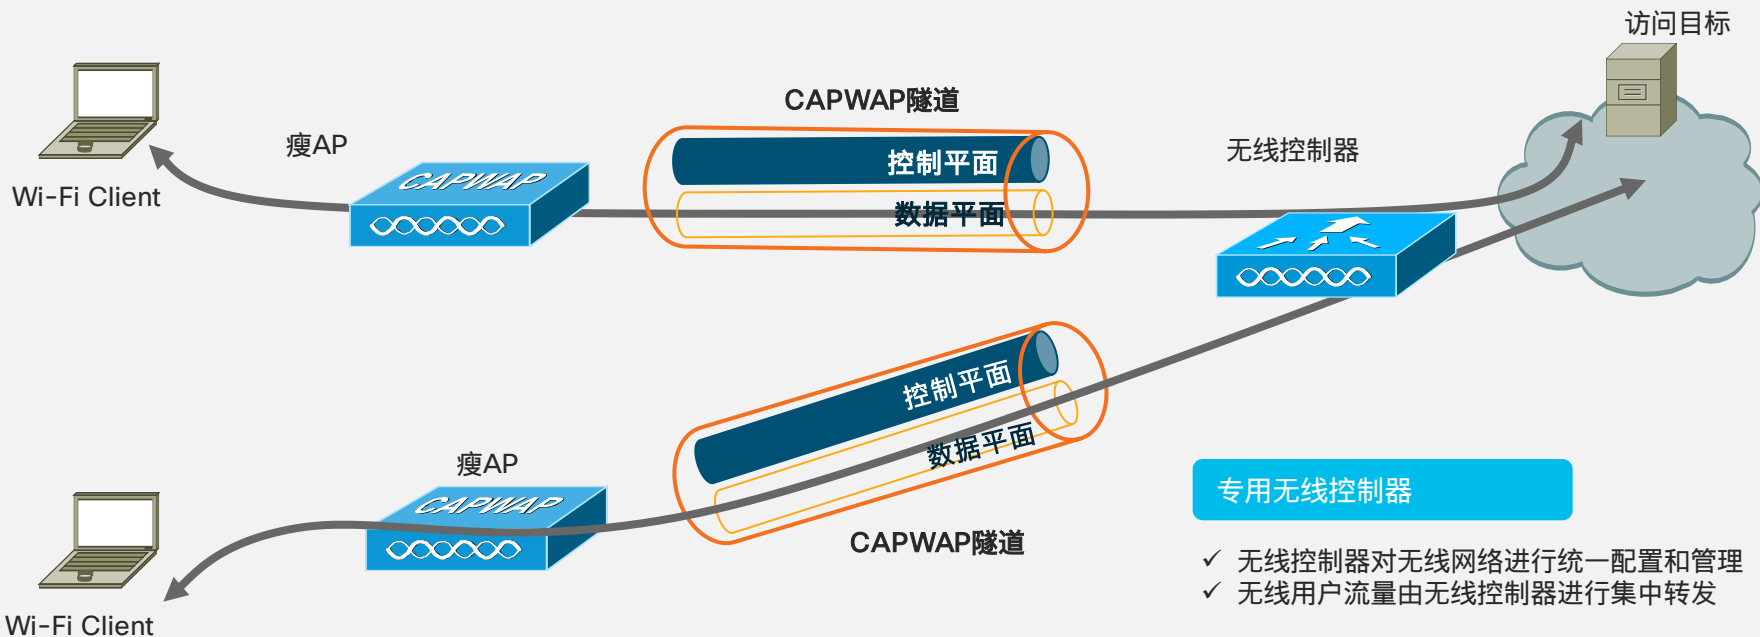 访问目标
CAPWAP隧道
瘦AP
控制平面
无线控制器
CAPWAP
Wi-Fi Client
数据平面
控制平面
数据平面
瘦AP
CAPWAP
CAPWAP隧道
专用无线控制器
✓ 无线控制器对无线网络进行统一配置和管理
✓ 无线用户流量由无线控制器进行集中转发
Wi-Fi Client